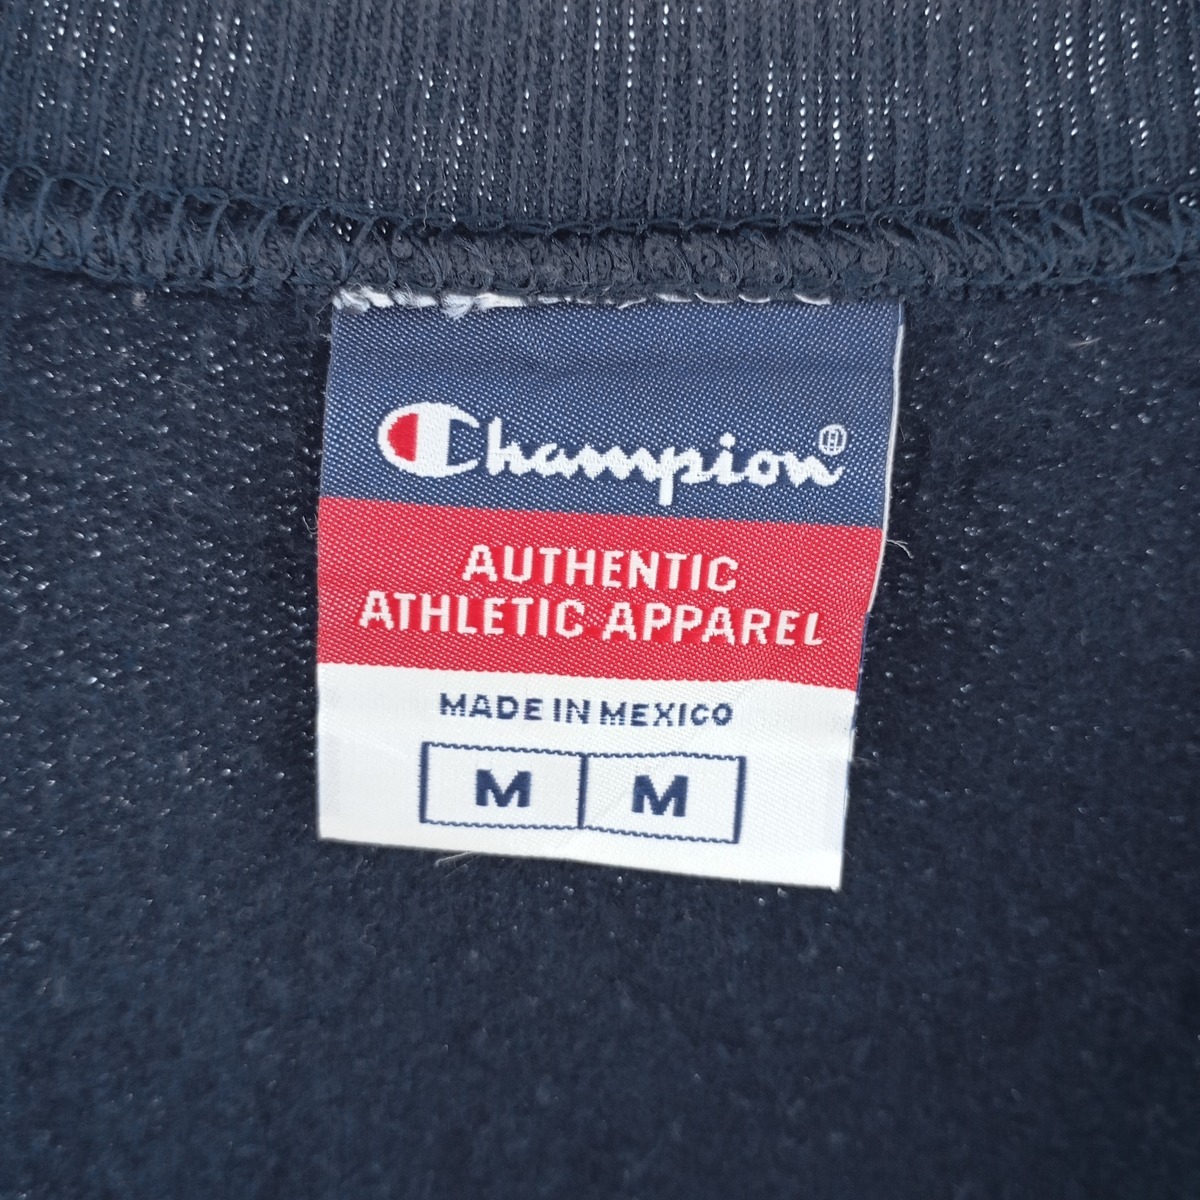 Champion®
AUTHENTIC
ATHLETIC APPAREL
MADE IN MEXICO
M M